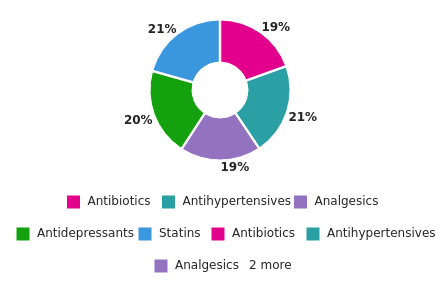 21% 19%
20% 21%
19%
Antibiotics Antihypertensives Analgesics
Antidepressants Statins Antibiotics Antihypertensives
Analgesics 2 more